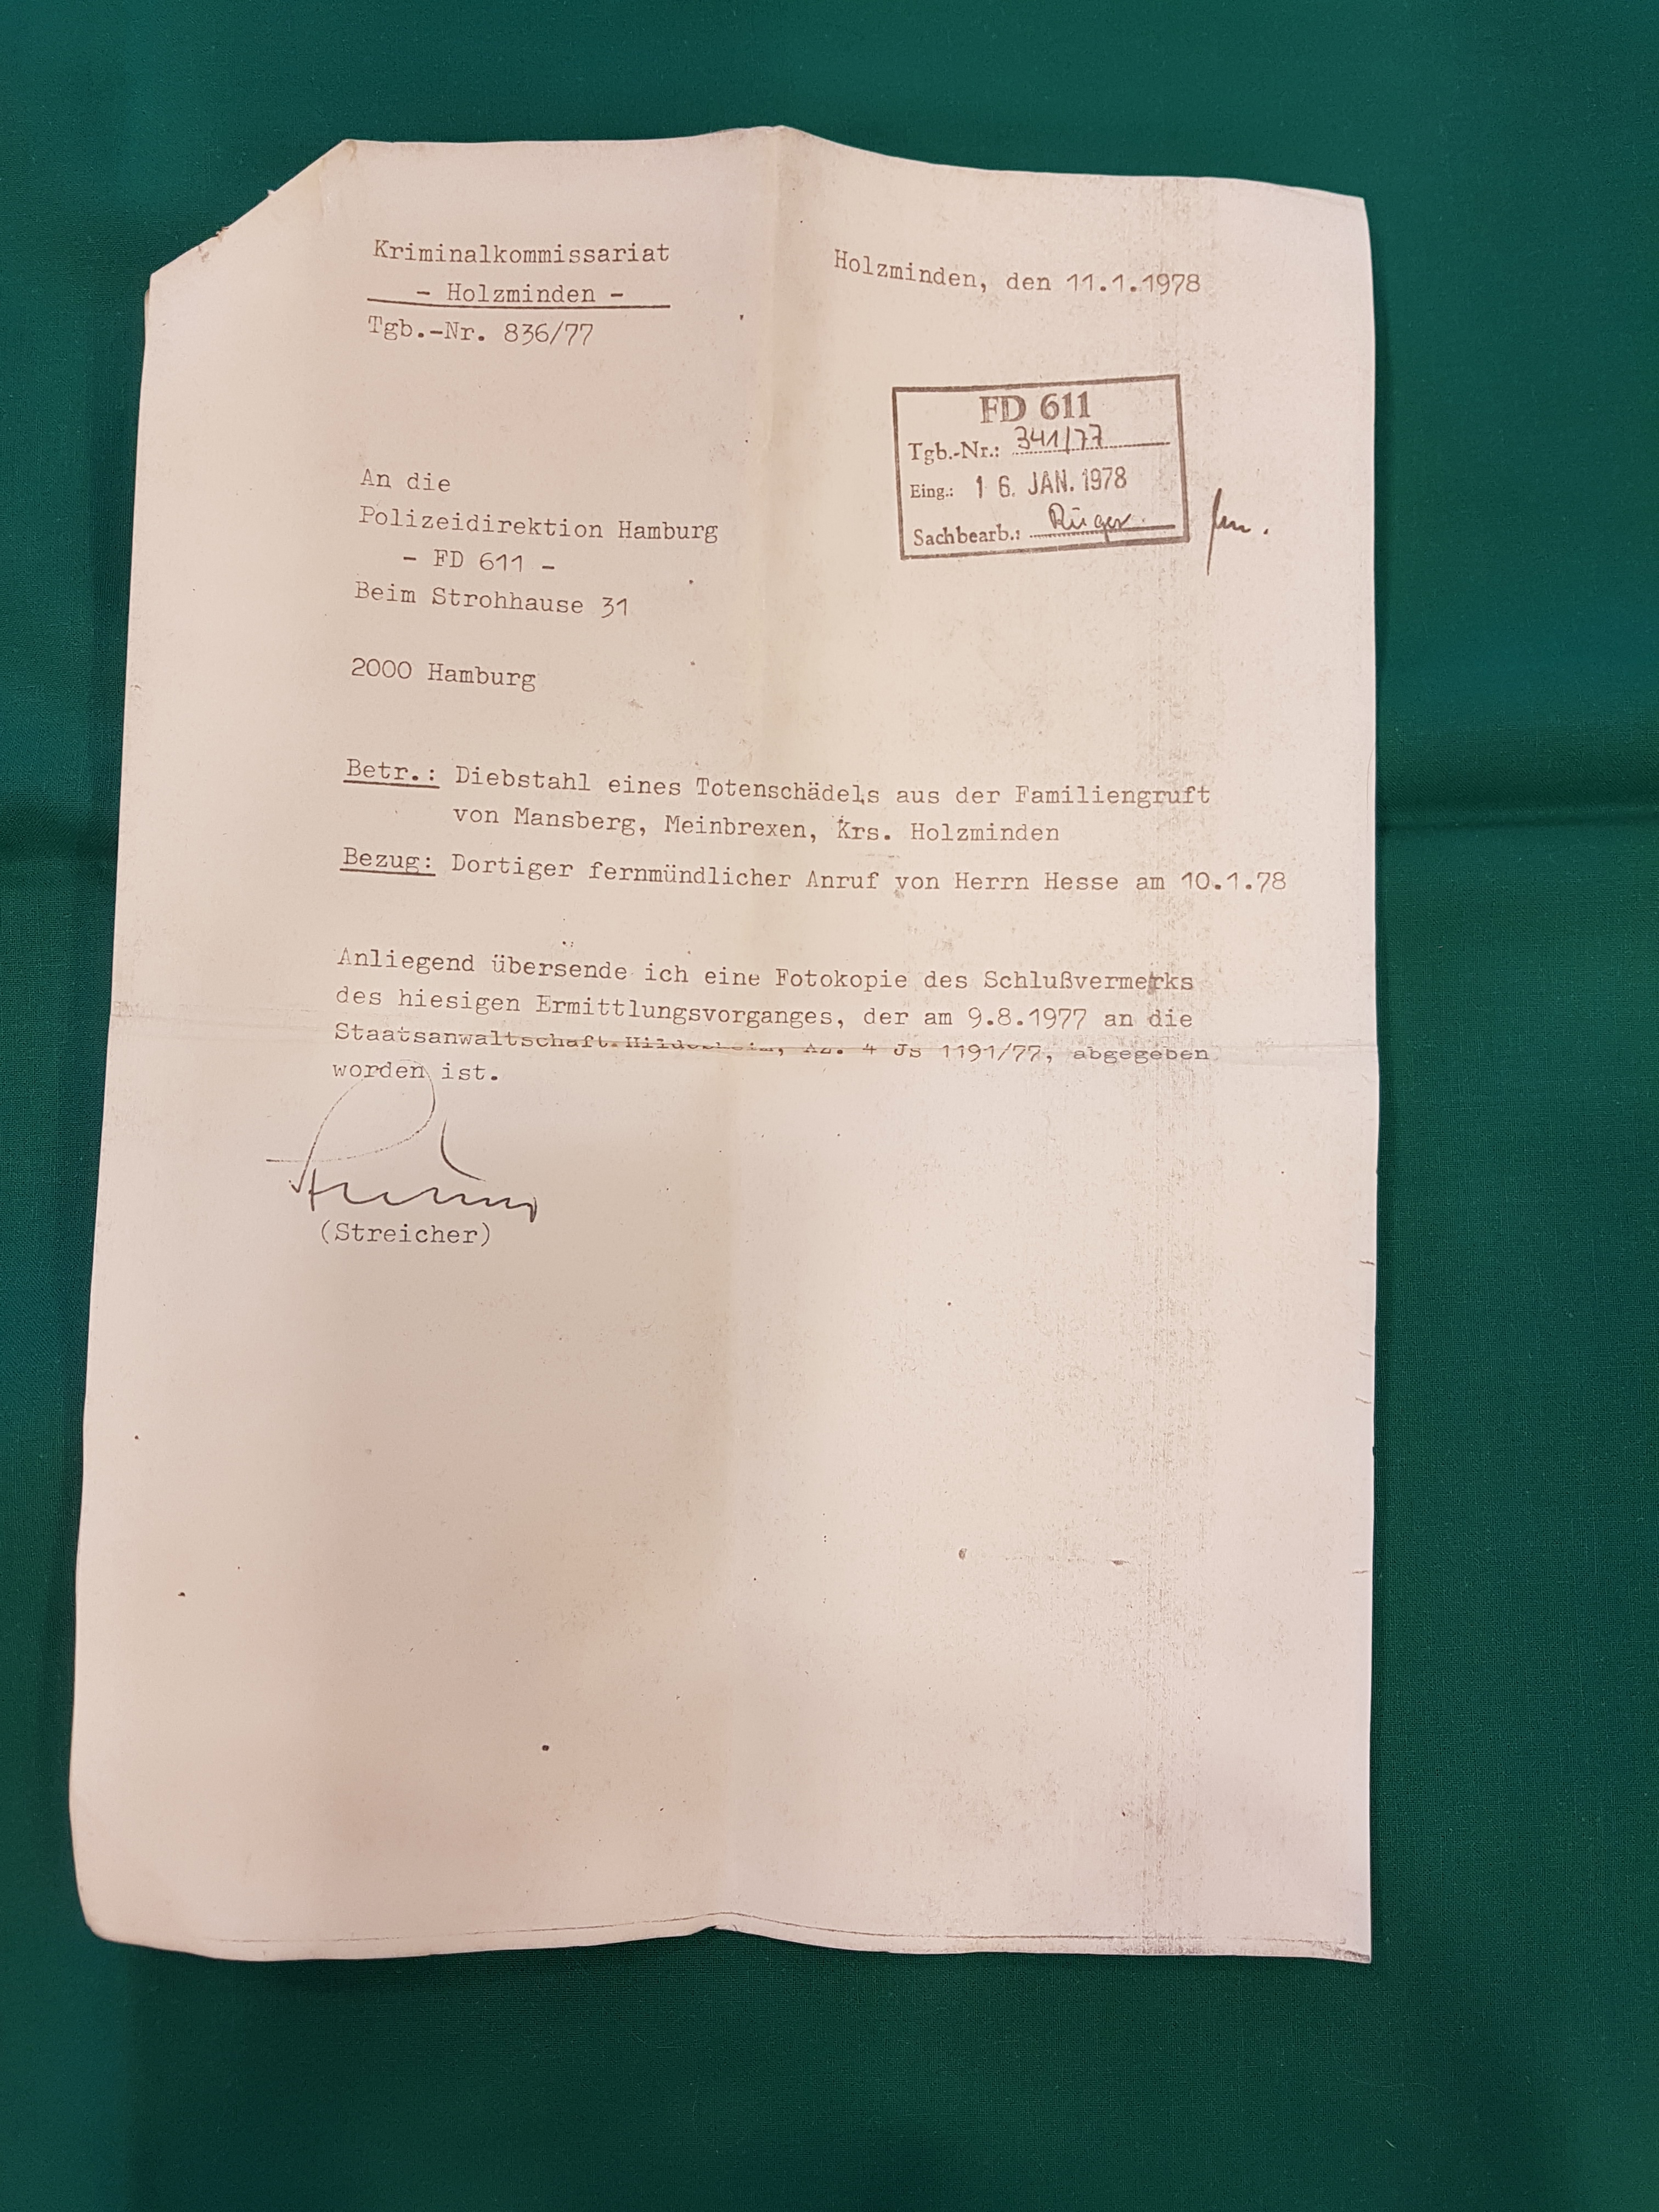 Kriminalkommissariat
- Holzminden -
Tgb.-Nr. 836/77
Holzminden, den 11.1.1978
FD 611
Tgb.-Nr.: 341/77
Eing.: 16. JAN. 1978
Sachbearb.: Rüger
An die
Polizeidirektion Hamburg
- FD 611 -
Beim Strohhause 31
2000 Hamburg
Betr.: Diebstahl eines Totenschädels aus der Familiengruft
von Mansberg, Meinbrexen, Krs. Holzminden
Bezug: Dortiger fernmündlicher Anruf von Herrn Hesse am 10.1.78
Anliegend übersende ich eine Fotokopie des Schlußvermerks
des hiesigen Ermittlungsvorganges, der am 9.8.1977 an die
Staatsanwaltschaft Hildesheim, Az. 4 Js 1191/77, abgegeben
worden ist.
(Streicher)